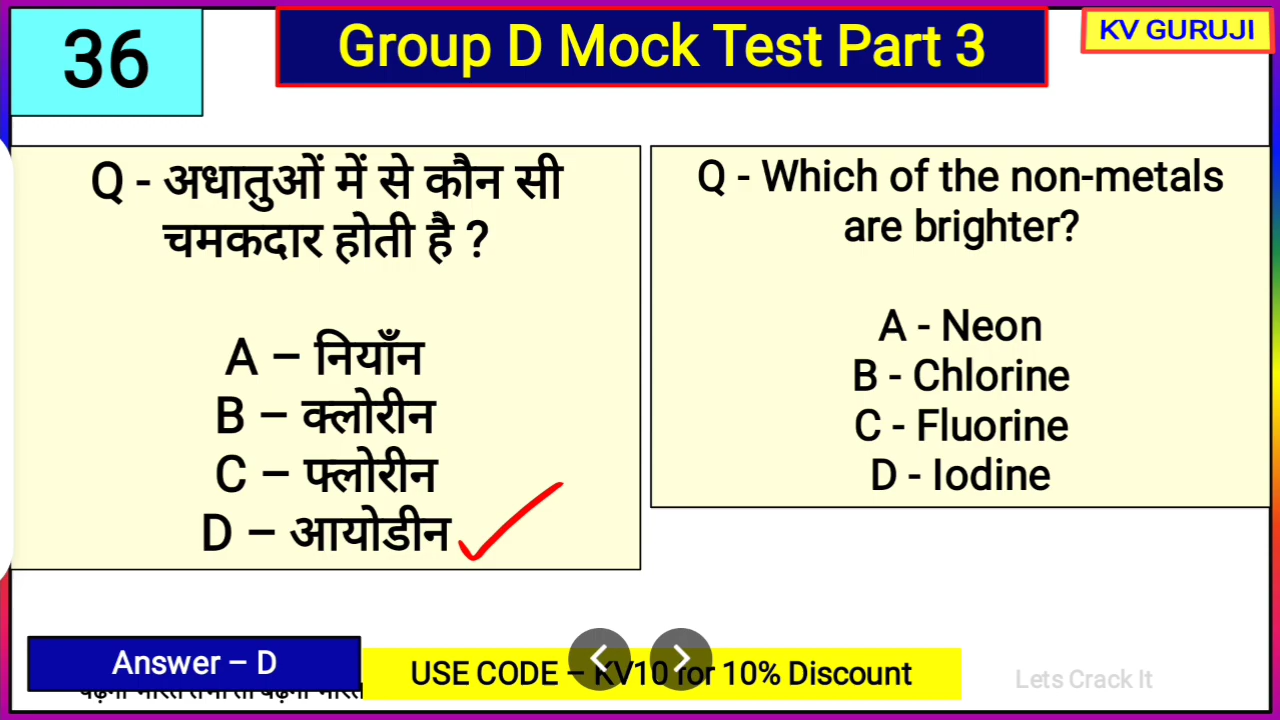 36
Group D Mock Test Part 3
KV GURUJI
Q - अधातुओं में से कौन सी
चमकदार होती है ?
A – नियाँन
B – क्लोरीन
C – फ्लोरीन
D – आयोडीन
Q - Which of the non-metals
are brighter?
A - Neon
B - Chlorine
C - Fluorine
D - Iodine
Answer – D
USE CODE – KV10 for 10% Discount
Lets Crack It